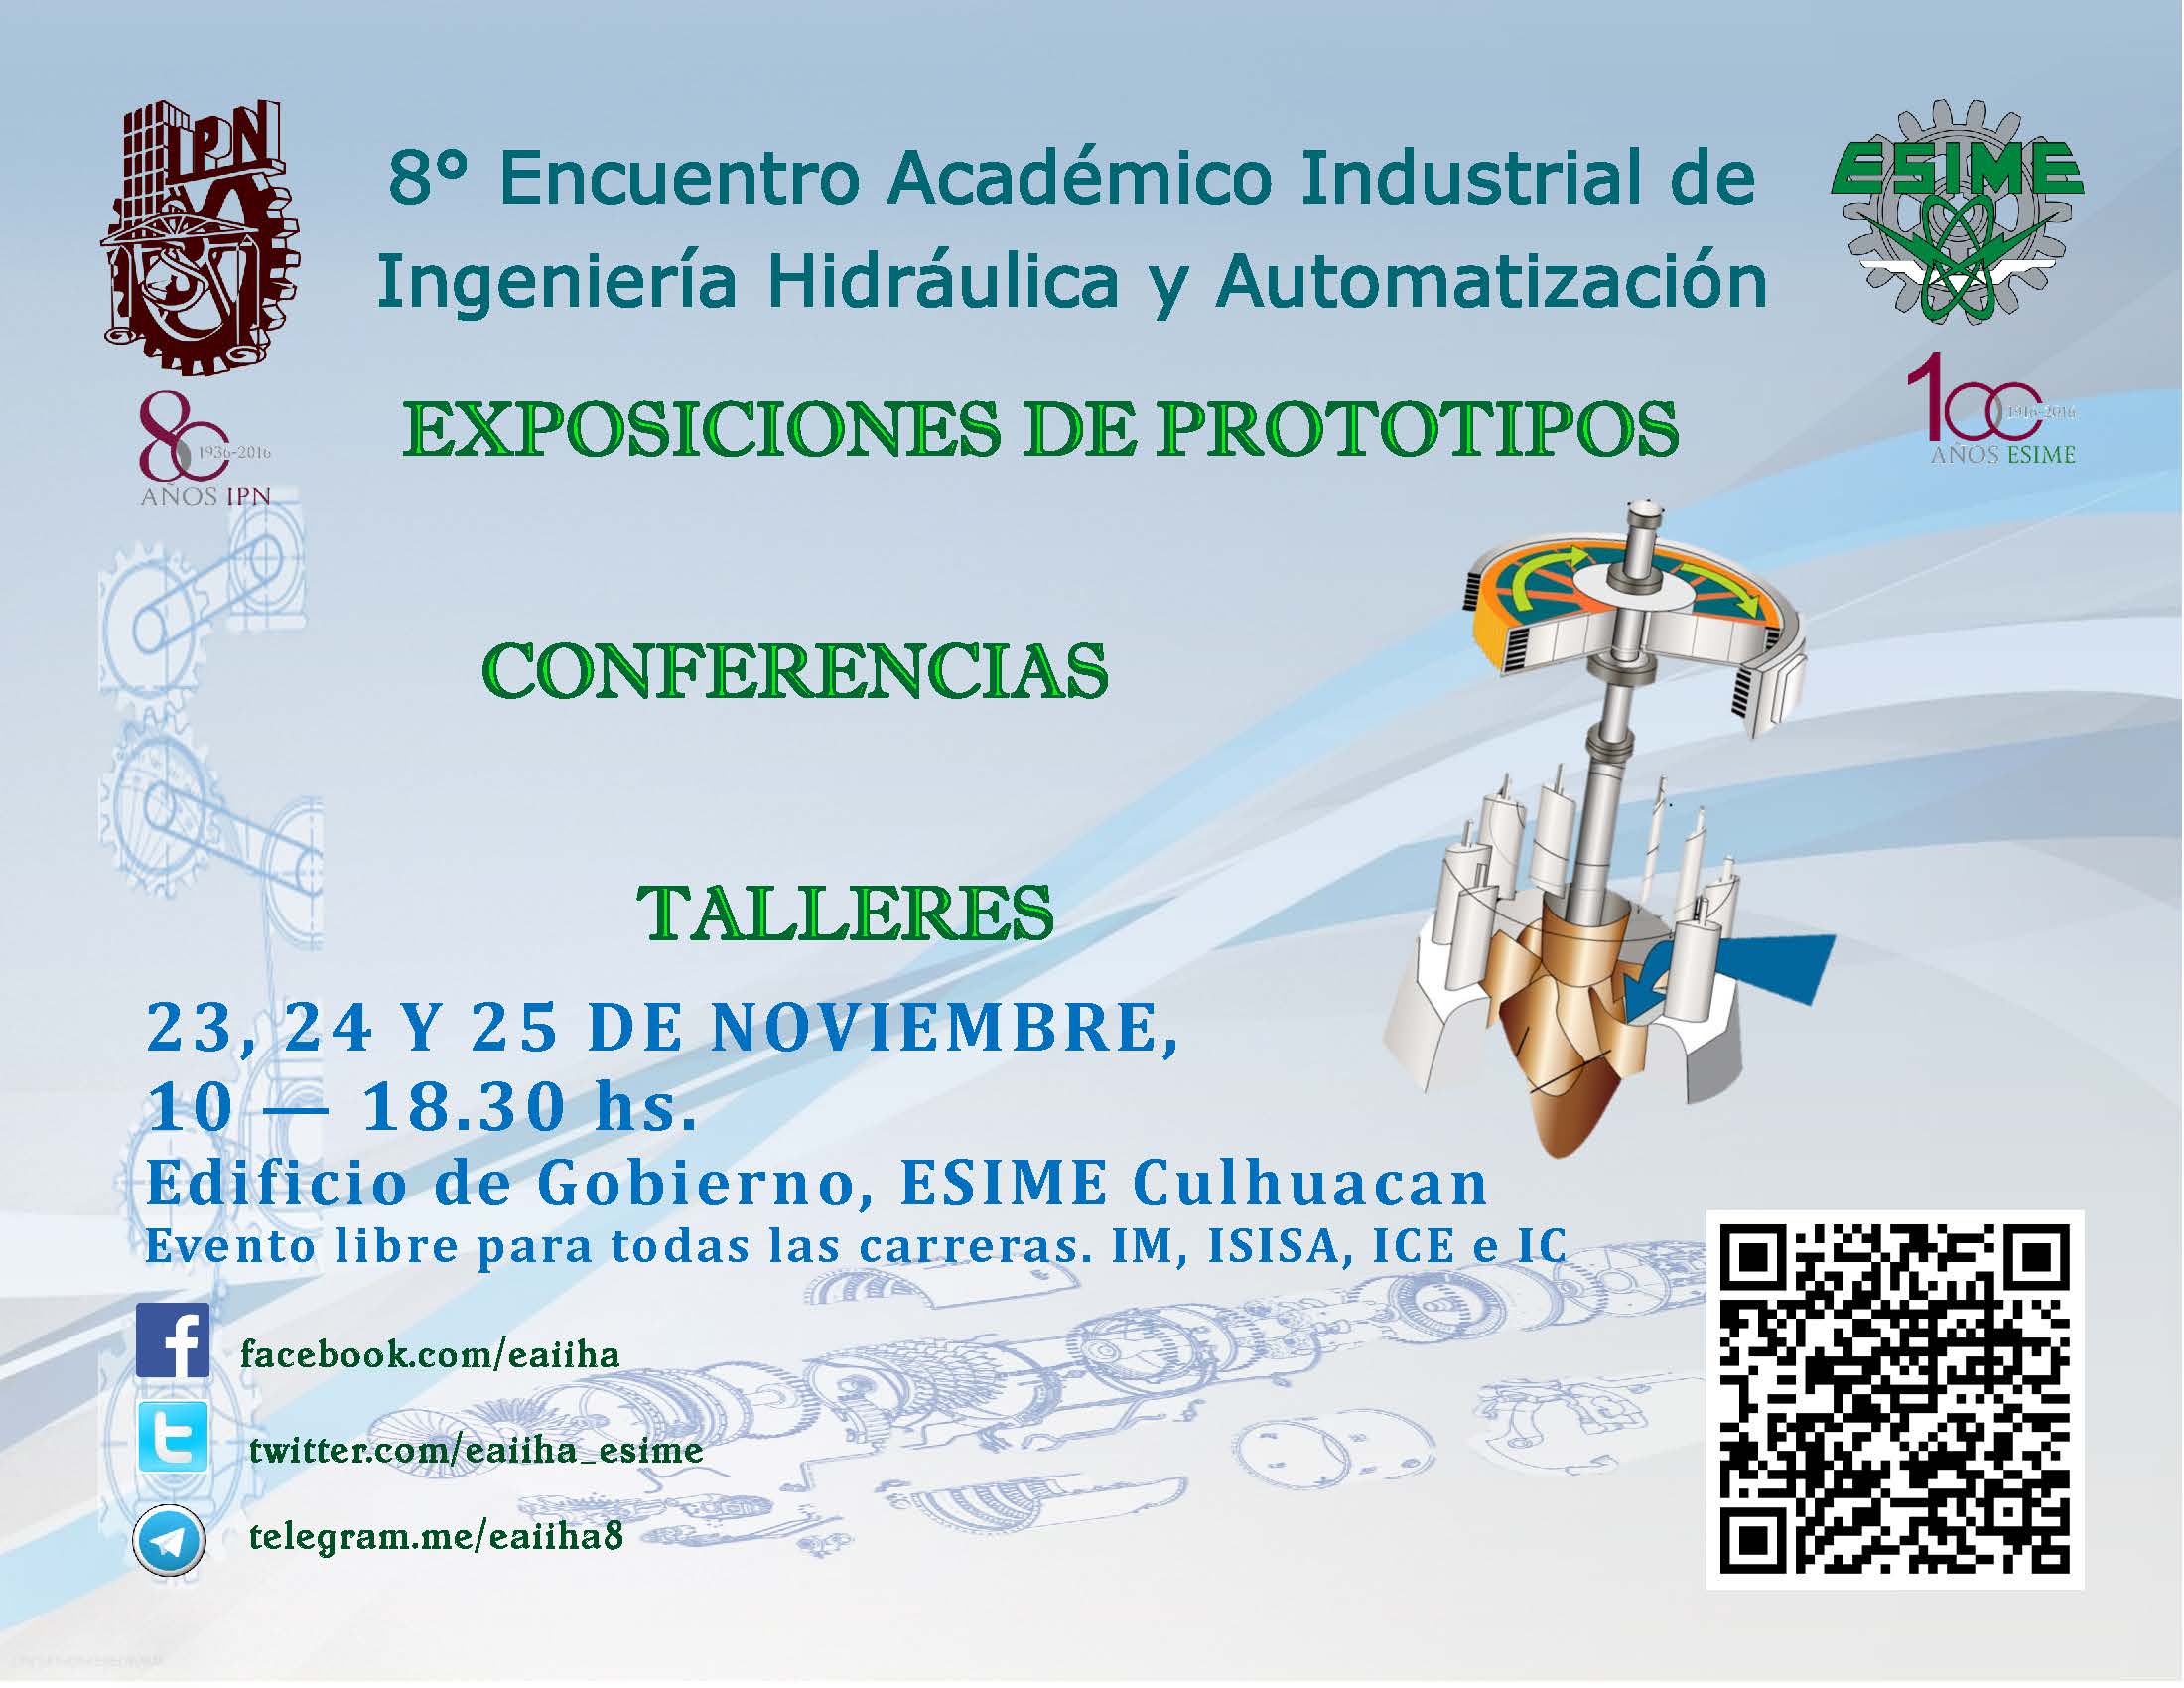 IPN
8° Encuentro Académico Industrial de
Ingeniería Hidráulica y Automatización
ESIME
80 1936-2016
AÑOS IPN
100 1916-2016
AÑOS ESIME
EXPOSICIONES DE PROTOTIPOS
CONFERENCIAS
TALLERES
23, 24 Y 25 DE NOVIEMBRE,
10 — 18.30 hs.
Edificio de Gobierno, ESIME Culhuacan
Evento libre para todas las carreras. IM, ISISA, ICE e IC
facebook.com/eaiiha
twitter.com/eaiiha_esime
telegram.me/eaiiha8